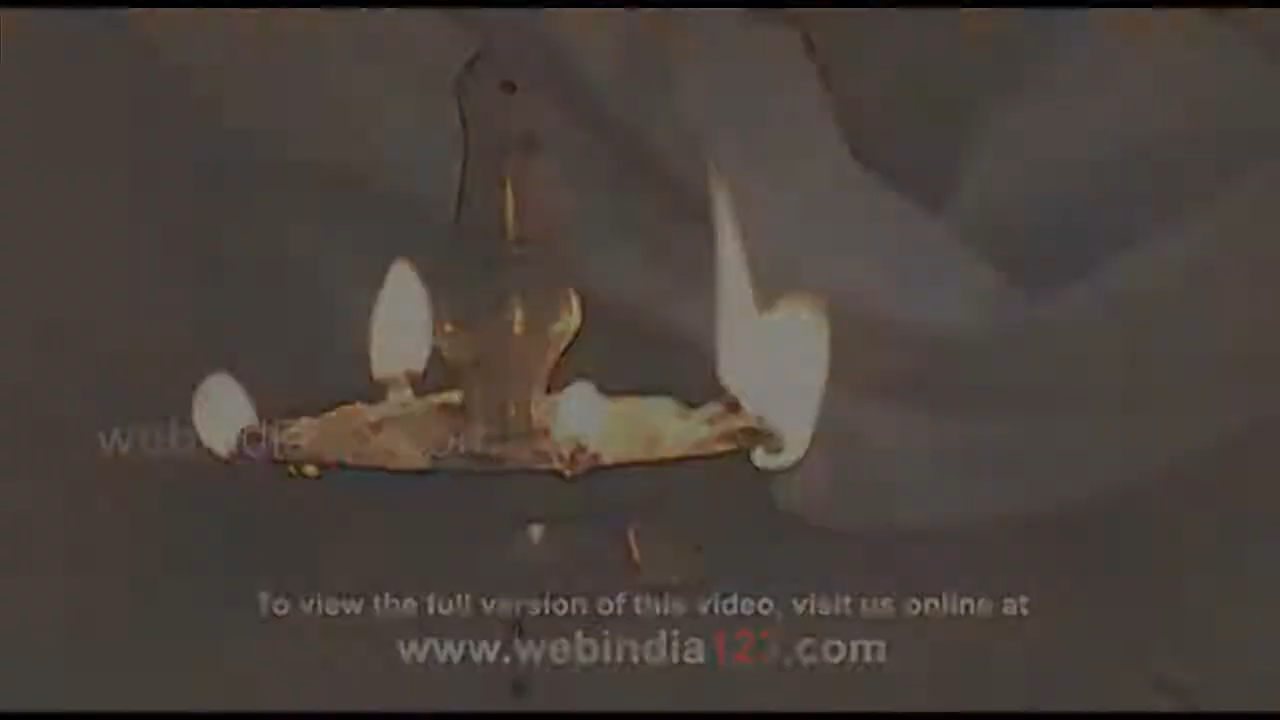 To view the full version of this video, visit us online at
www.webindia123.com